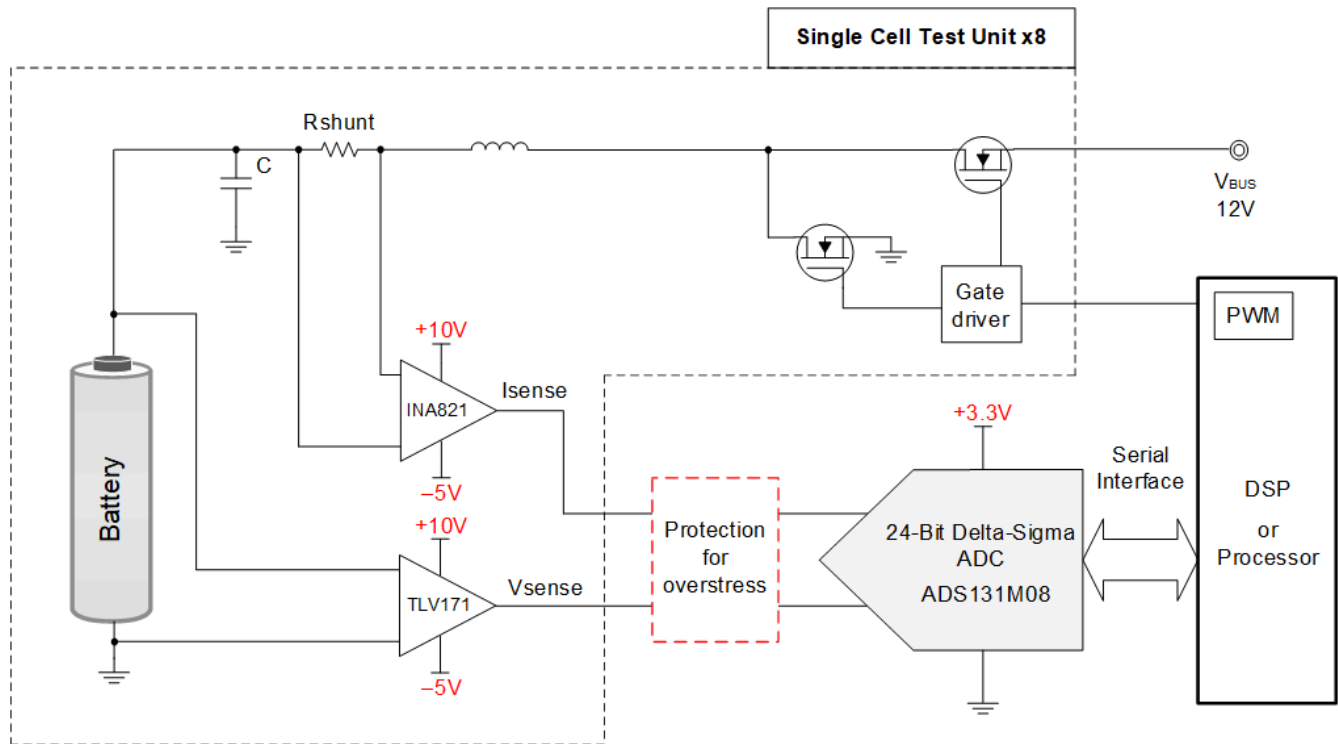 Single Cell Test Unit x8
Rshunt
C
VBUS
12V
Gate
driver
PWM
+10V
INA821
Isense
–5V
+10V
TLV171
Vsense
–5V
Battery
Protection
for
overstress
+3.3V
24-Bit Delta-Sigma
ADC
ADS131M08
Serial
Interface
DSP
or
Processor